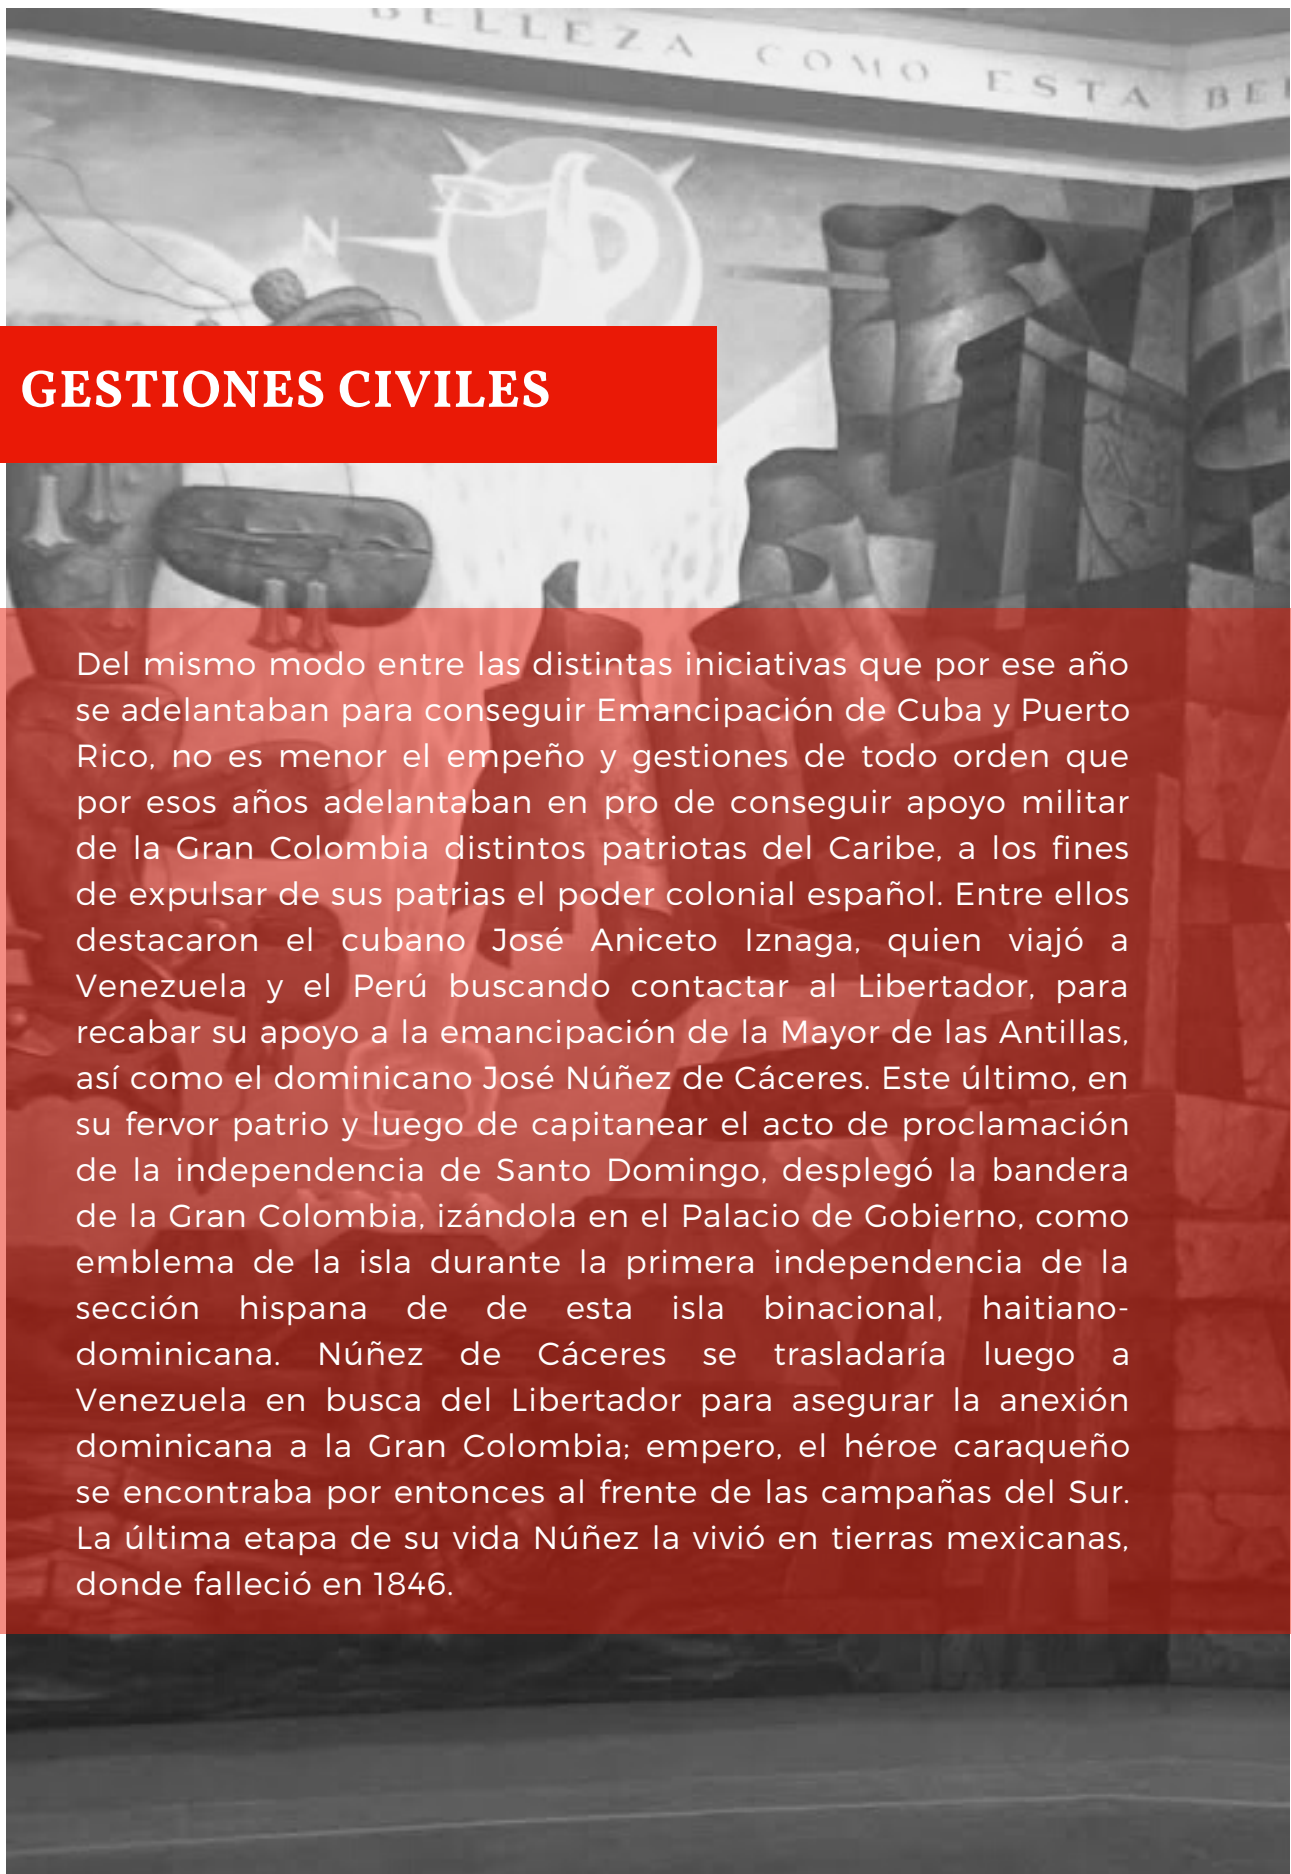 BELLEZA COMO ESTA
GESTIONES CIVILES
Del mismo modo entre las distintas iniciativas que por ese año
se adelantaban para conseguir Emancipación de Cuba y Puerto
Rico, no es menor el empeño y gestiones de todo orden que
por esos años adelantaban en pro de conseguir apoyo militar
de la Gran Colombia distintos patriotas del Caribe, a los fines
de expulsar de sus patrias el poder colonial español. Entre ellos
destacaron el cubano José Aniceto Iznaga, quien viajó a
Venezuela y el Perú buscando contactar al Libertador, para
recabar su apoyo a la emancipación de la Mayor de las Antillas,
así como el dominicano José Núñez de Cáceres. Este último, en
su fervor patrio y luego de capitanear el acto de proclamación
de la independencia de Santo Domingo, desplegó la bandera
de la Gran Colombia, izándola en el Palacio de Gobierno, como
emblema de la isla durante la primera independencia de la
sección hispana de de esta isla binacional, haitiano-
dominicana. Núñez de Cáceres se trasladaría luego a
Venezuela en busca del Libertador para asegurar la anexión
dominicana a la Gran Colombia; empero, el héroe caraqueño
se encontraba por entonces al frente de las campañas del Sur.
La última etapa de su vida Núñez la vivió en tierras mexicanas,
donde falleció en 1846.